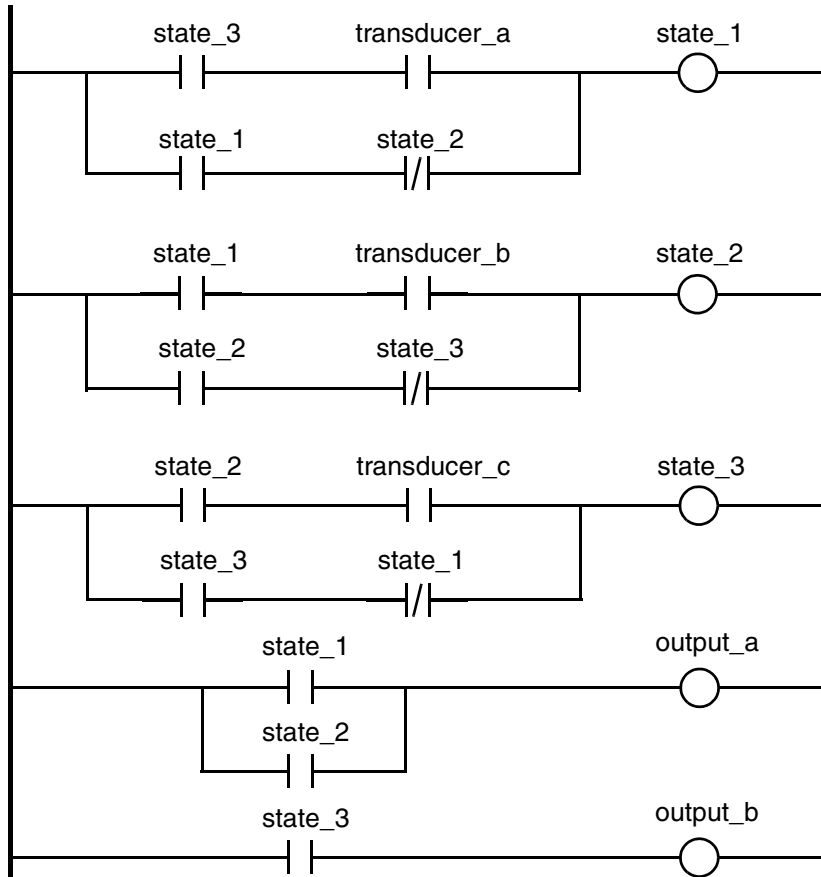 state_3 transducer_a state_1
state_1 state_2
state_1 transducer_b state_2
state_2 state_3
state_2 transducer_c state_3
state_3 state_1
state_1 output_a
state_2
state_3 output_b